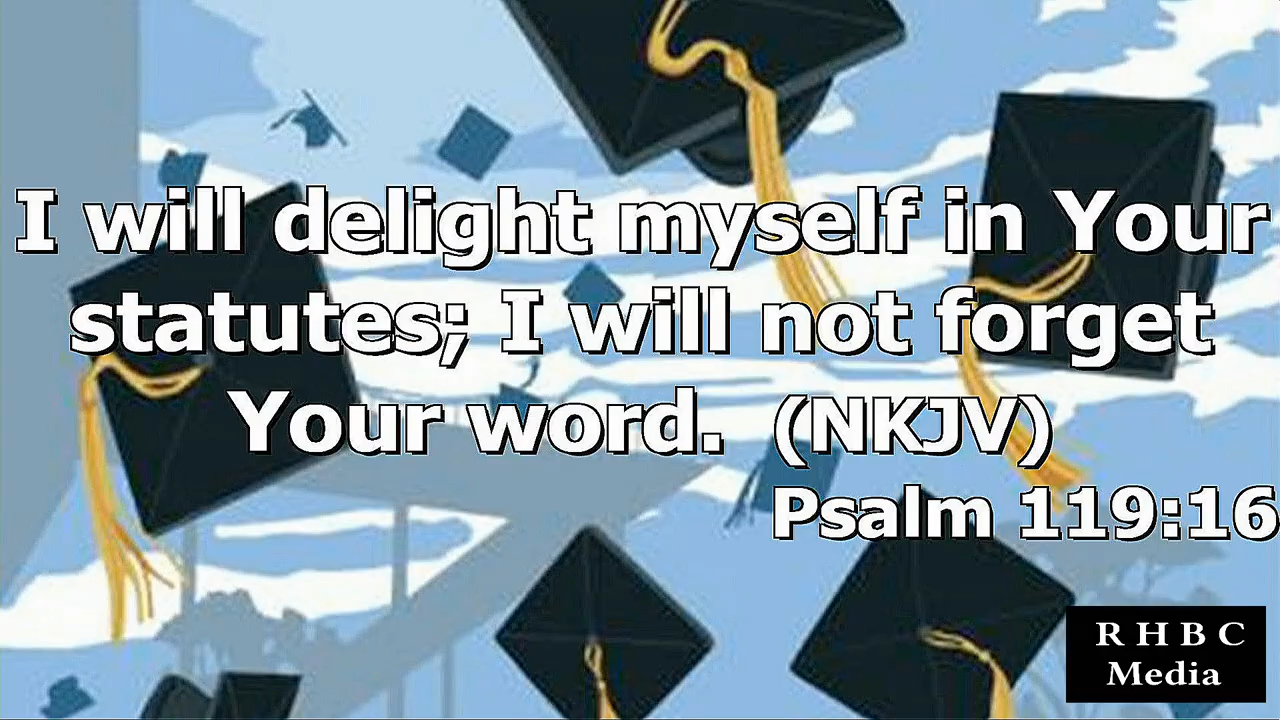 I will delight myself in Your
statutes; I will not forget
Your word. (NKJV)
Psalm 119:16
R H B C
Media